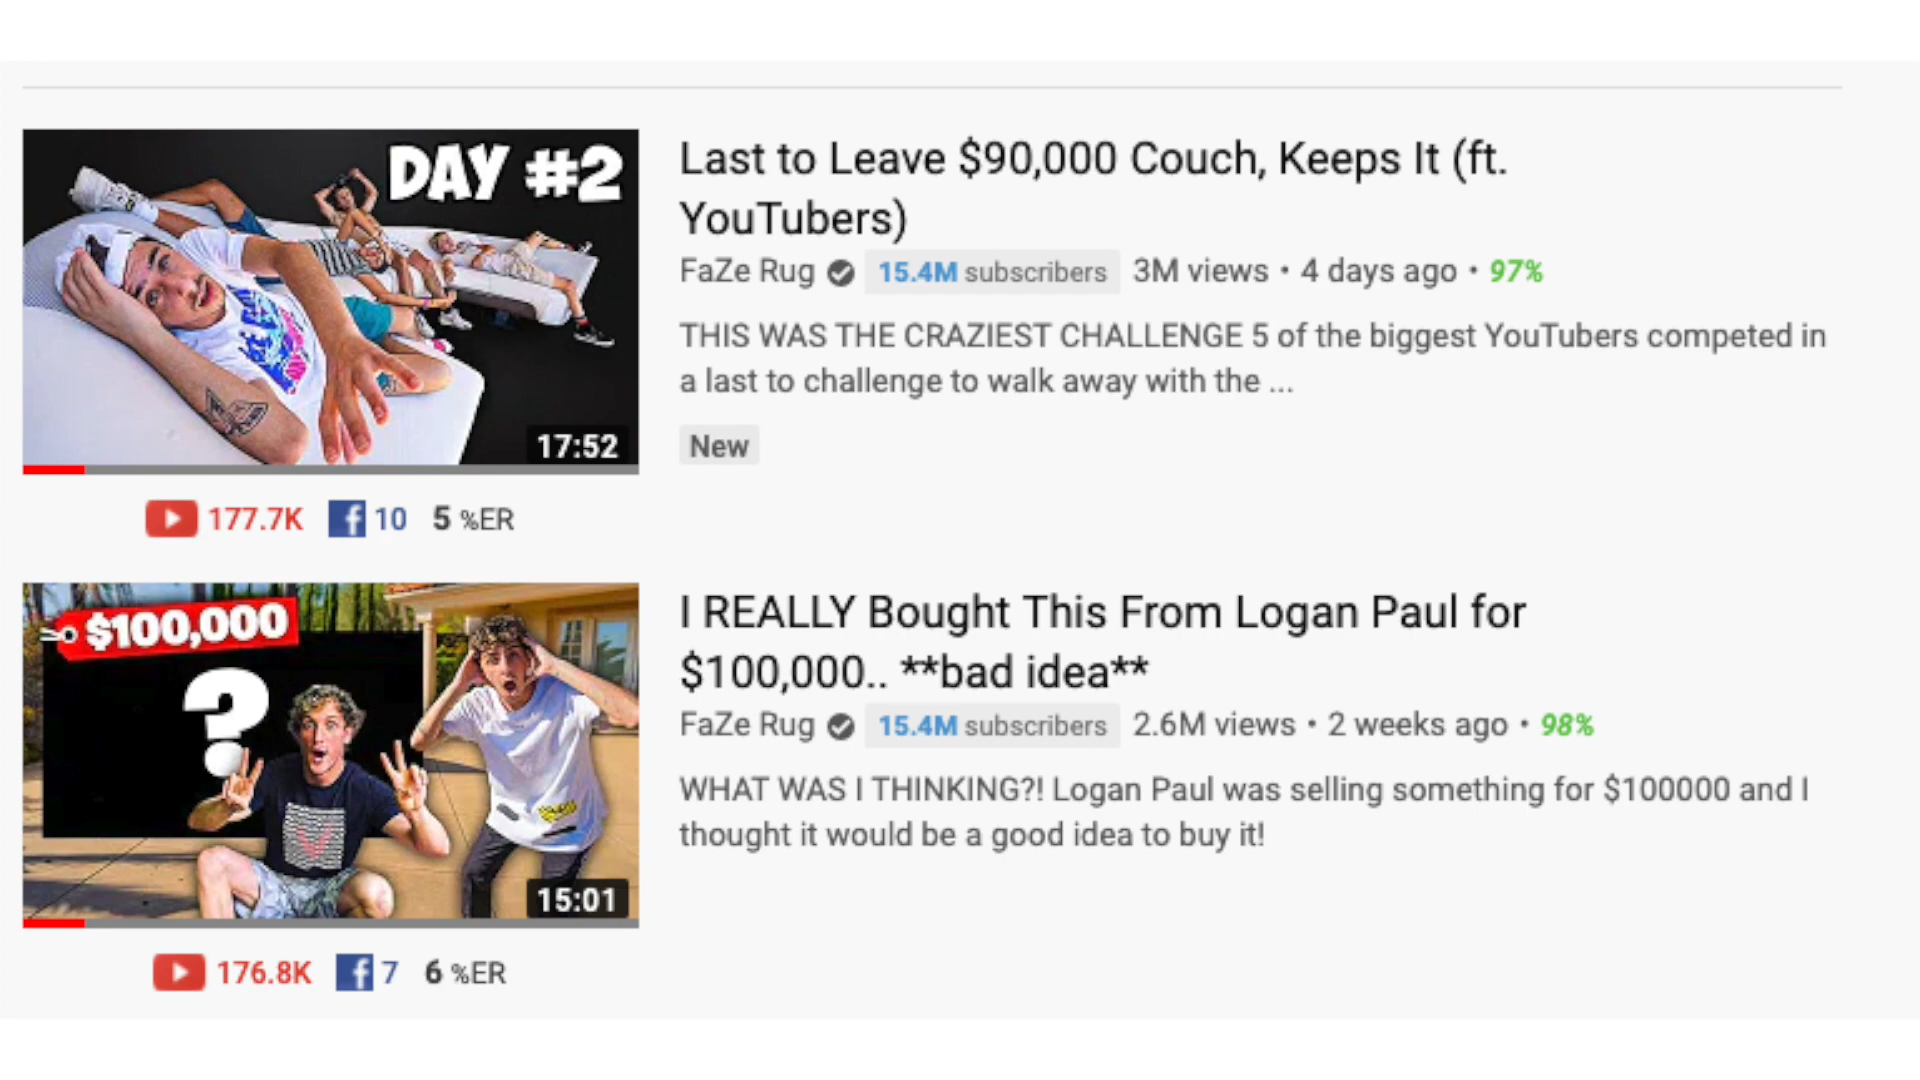 DAY #2
17:52
177.7K 10 5 %ER
Last to Leave $90,000 Couch, Keeps It (ft.
YouTubers)
FaZe Rug 15.4M subscribers 3M views • 4 days ago • 97%
THIS WAS THE CRAZIEST CHALLENGE 5 of the biggest YouTubers competed in
a last to challenge to walk away with the ...
New
$100,000
?
15:01
176.8K 7 6 %ER
I REALLY Bought This From Logan Paul for
$100,000.. **bad idea**
FaZe Rug 15.4M subscribers 2.6M views • 2 weeks ago • 98%
WHAT WAS I THINKING?! Logan Paul was selling something for $100000 and I
thought it would be a good idea to buy it!